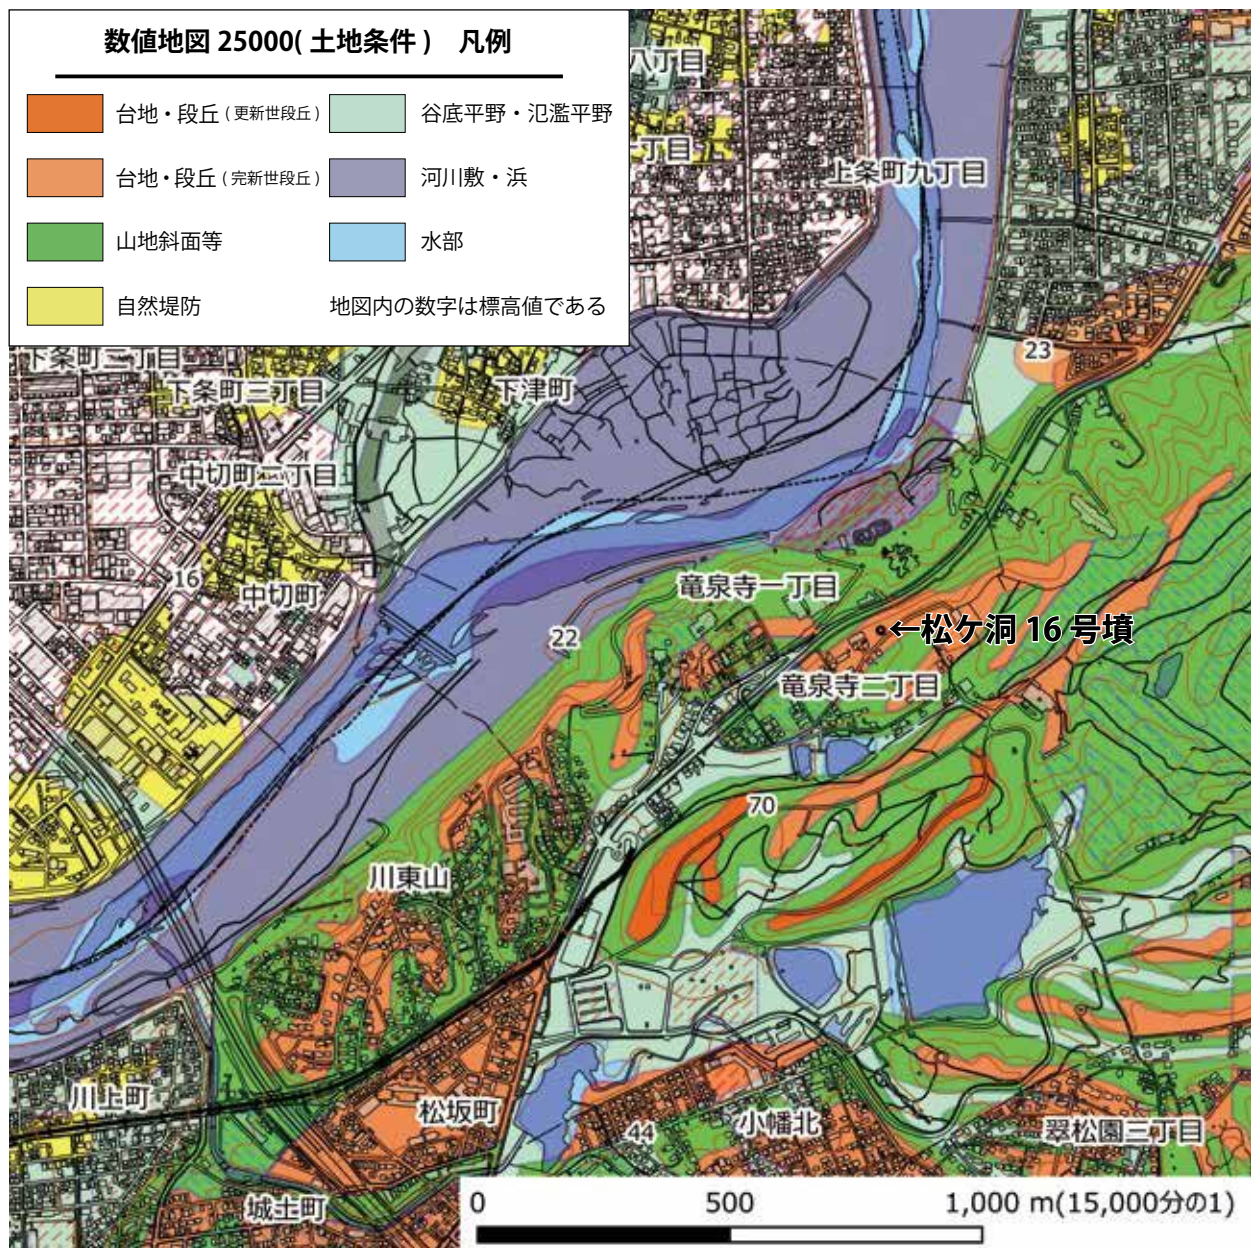 数値地図 25000( 土地条件 )　凡例
台地・段丘 ( 更新世段丘 )
谷底平野・氾濫平野
台地・段丘 ( 完新世段丘 )
河川敷・浜
山地斜面等
水部
自然堤防
地図内の数字は標高値である
八丁目
一丁目
上条町九丁目
23
下条町二丁目
下条町三丁目
下津町
中切町二丁目
16
中切町
竜泉寺一丁目
←松ケ洞 16 号墳
22
竜泉寺二丁目
70
川東山
川上町
松坂町
44
小幡北
翠松園三丁目
城土町
0 500 1,000 m(15,000分の1)